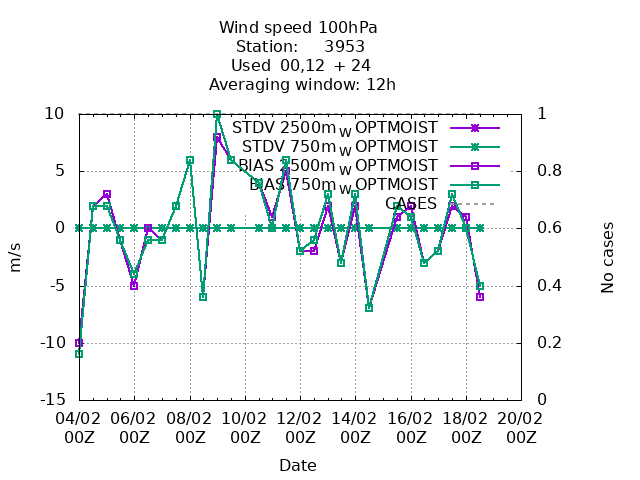 Wind speed 100hPa
Station: 3953
Used 00,12 + 24
Averaging window: 12h
10
5
0
-5
-10
-15
1
0.8
0.6
0.4
0.2
0
m/s
No cases
STDV 2500m W OPTMOIST
STDV 750m W OPTMOIST
BIAS 2500m W OPTMOIST
BIAS 750m W OPTMOIST
CASES
04/02 06/02 08/02 10/02 12/02 14/02 16/02 18/02 20/02
00Z 00Z 00Z 00Z 00Z 00Z 00Z 00Z 00Z
Date